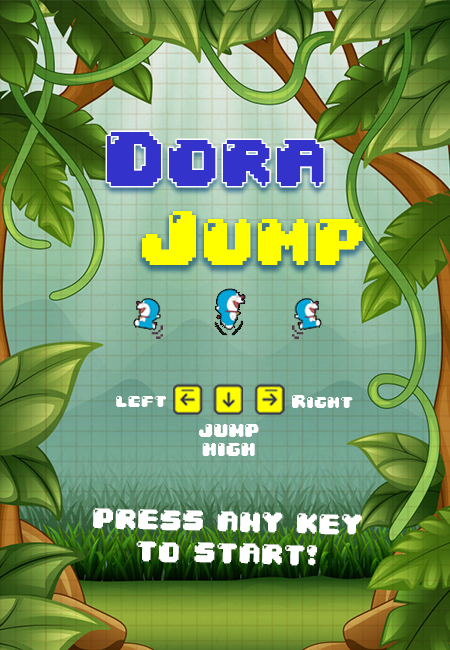 DORA
JUMP
LEFT ← ↓ → RIGHT
JUMP
HIGH
PRESS ANY KEY
TO START!